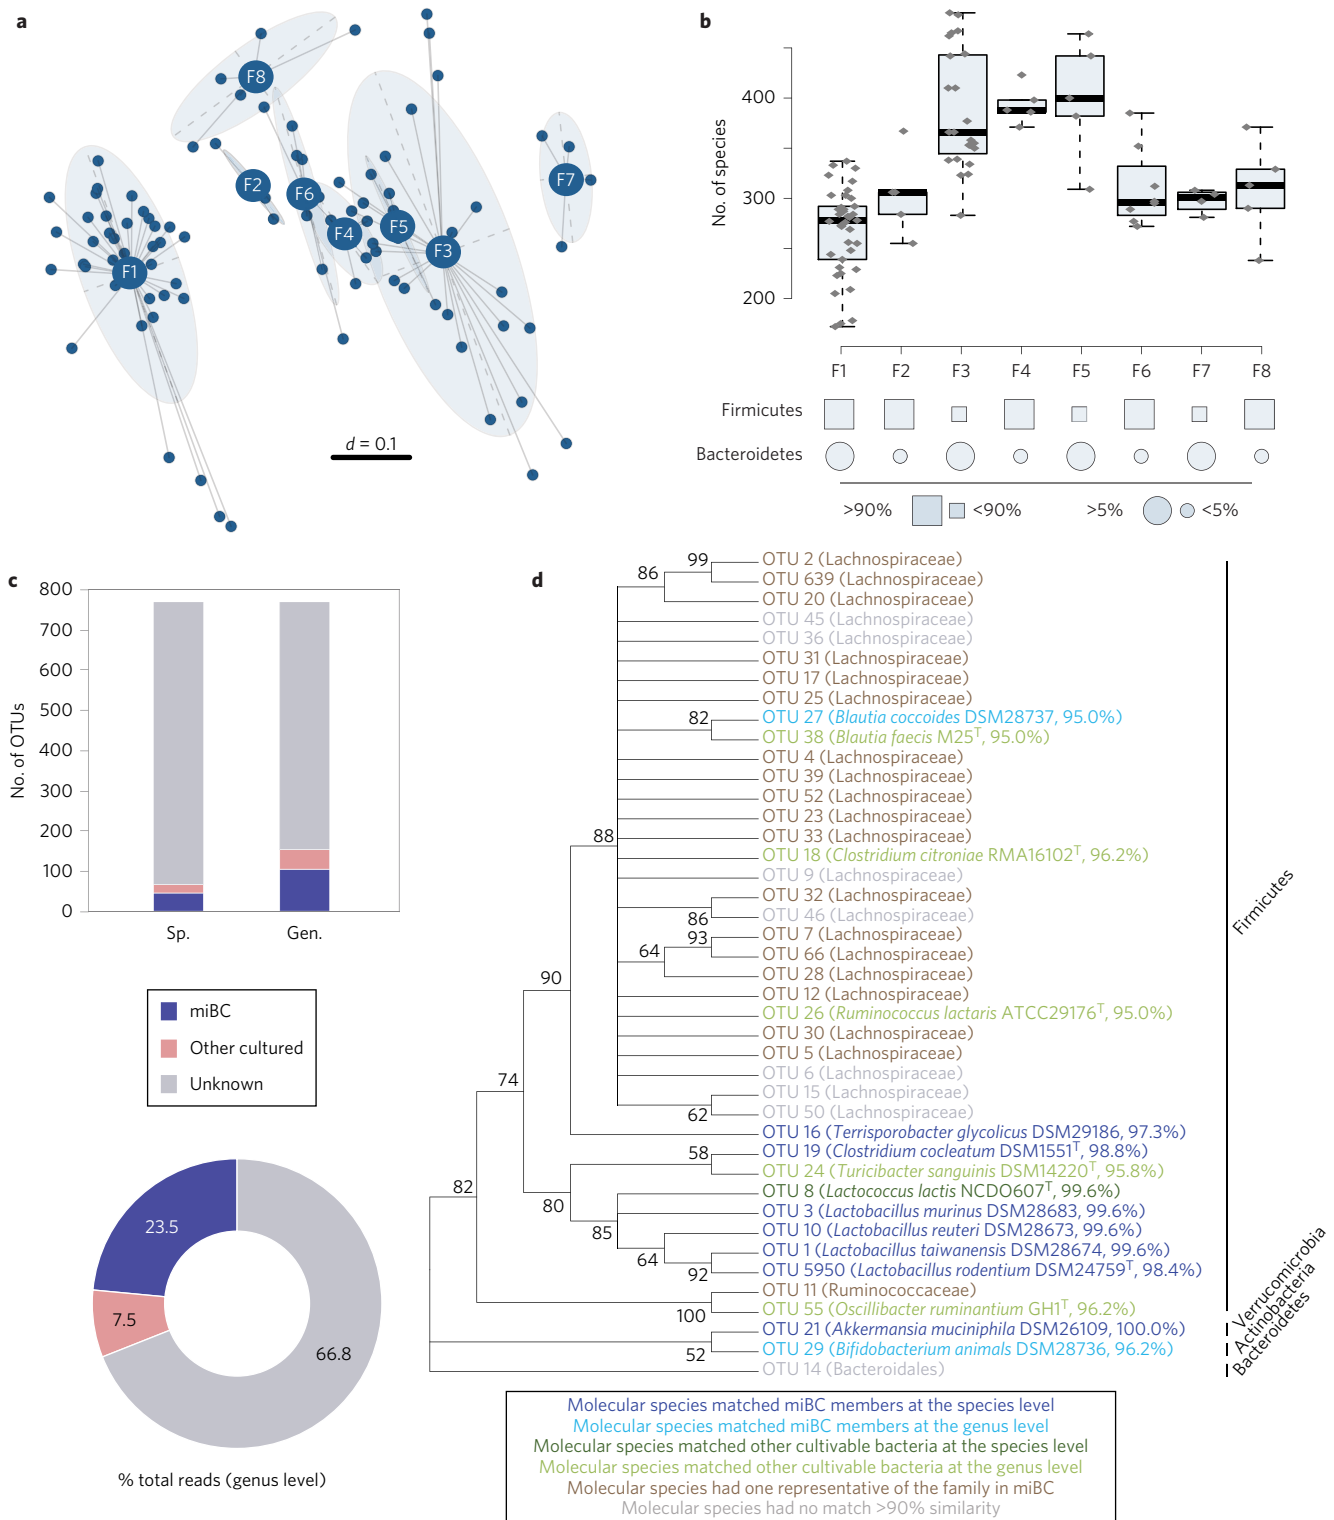 a
F8
F2
F6
F4
F5
F3
F7
F1
d = 0.1
b
No. of species
400
300
200
F1 F2 F3 F4 F5 F6 F7 F8
Firmicutes
Bacteroidetes
>90% <90% >5% <5%
c
No. of OTUs
800
700
600
500
400
300
200
100
0
Sp. Gen.
miBC
Other cultured
Unknown
23.5
7.5
66.8
% total reads (genus level)
d
99
86
82
88
86
93
64
90
62
74
58
82
80
85
64
92
100
52
OTU 2 (Lachnospiraceae)
OTU 639 (Lachnospiraceae)
OTU 20 (Lachnospiraceae)
OTU 45 (Lachnospiraceae)
OTU 36 (Lachnospiraceae)
OTU 31 (Lachnospiraceae)
OTU 17 (Lachnospiraceae)
OTU 25 (Lachnospiraceae)
OTU 27 (Blautia coccoides DSM28737, 95.0%)
OTU 38 (Blautia faecis M25ᵀ, 95.0%)
OTU 4 (Lachnospiraceae)
OTU 39 (Lachnospiraceae)
OTU 52 (Lachnospiraceae)
OTU 23 (Lachnospiraceae)
OTU 33 (Lachnospiraceae)
OTU 18 (Clostridium citroniae RMA16102ᵀ, 96.2%)
OTU 9 (Lachnospiraceae)
OTU 32 (Lachnospiraceae)
OTU 46 (Lachnospiraceae)
OTU 7 (Lachnospiraceae)
OTU 66 (Lachnospiraceae)
OTU 28 (Lachnospiraceae)
OTU 12 (Lachnospiraceae)
OTU 26 (Ruminococcus lactaris ATCC29176ᵀ, 95.0%)
OTU 30 (Lachnospiraceae)
OTU 5 (Lachnospiraceae)
OTU 6 (Lachnospiraceae)
OTU 15 (Lachnospiraceae)
OTU 50 (Lachnospiraceae)
OTU 16 (Terrisporobacter glycolicus DSM29186, 97.3%)
OTU 19 (Clostridium cocleatum DSM1551ᵀ, 98.8%)
OTU 24 (Turicibacter sanguinis DSM14220ᵀ, 95.8%)
OTU 8 (Lactococcus lactis NCDO607ᵀ, 99.6%)
OTU 3 (Lactobacillus murinus DSM28683, 99.6%)
OTU 10 (Lactobacillus reuteri DSM28673, 99.6%)
OTU 1 (Lactobacillus taiwanensis DSM28674, 99.6%)
OTU 5950 (Lactobacillus rodentium DSM24759ᵀ, 98.4%)
OTU 11 (Ruminococcaceae)
OTU 55 (Oscillibacter ruminantium GH1ᵀ, 96.2%)
OTU 21 (Akkermansia muciniphila DSM26109, 100.0%)
OTU 29 (Bifidobacterium animals DSM28736, 96.2%)
OTU 14 (Bacteroidales)
Firmicutes
Verrucomicrobia
Actinobacteria
Bacteroidetes
Molecular species matched miBC members at the species level
Molecular species matched miBC members at the genus level
Molecular species matched other cultivable bacteria at the species level
Molecular species matched other cultivable bacteria at the genus level
Molecular species had one representative of the family in miBC
Molecular species had no match >90% similarity